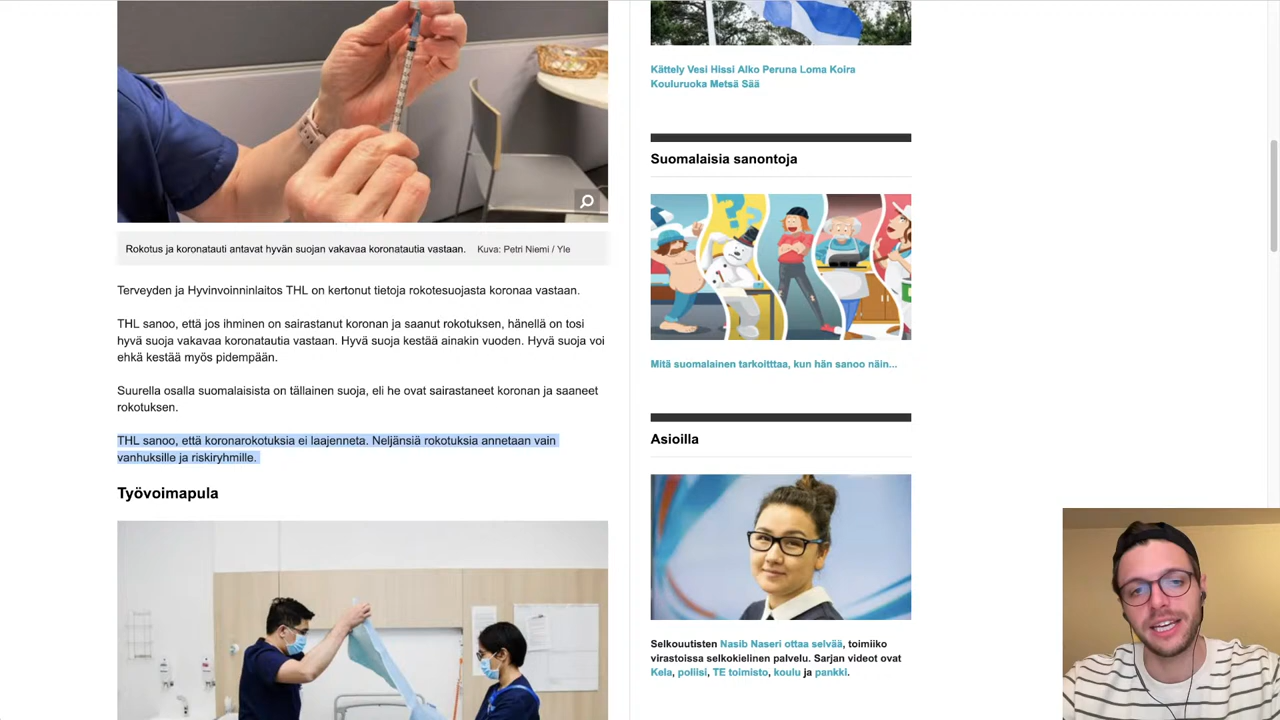 Rokotus ja koronatauti antavat hyvän suojan vakavaa koronatautia vastaan. Kuva: Petri Niemi / Yle
Terveyden ja Hyvinvoinninlaitos THL on kertonut tietoja rokotesuojasta koronaa vastaan.
THL sanoo, että jos ihminen on sairastanut koronan ja saanut rokotuksen, hänellä on tosi
hyvä suoja vakavaa koronatautia vastaan. Hyvä suoja kestää ainakin vuoden. Hyvä suoja voi
ehkä kestää myös pidempään.
Suurella osalla suomalaisista on tällainen suoja, eli he ovat sairastaneet koronan ja saaneet
rokotuksen.
THL sanoo, että koronarokotuksia ei laajenneta. Neljänsiä rokotuksia annetaan vain
vanhuksille ja riskiryhmille.
Työvoimapula
Kättely Vesi Hissi Alko Peruna Loma Koira
Kouluruoka Metsä Sää
Suomalaisia sanontoja
Mitä suomalainen tarkoitttaa, kun hän sanoo näin...
Asioilla
Selkouutisten Nasib Naseri ottaa selvää, toimiiko
virastoissa selkokielinen palvelu. Sarjan videot ovat
Kela, poliisi, TE toimisto, koulu ja pankki.